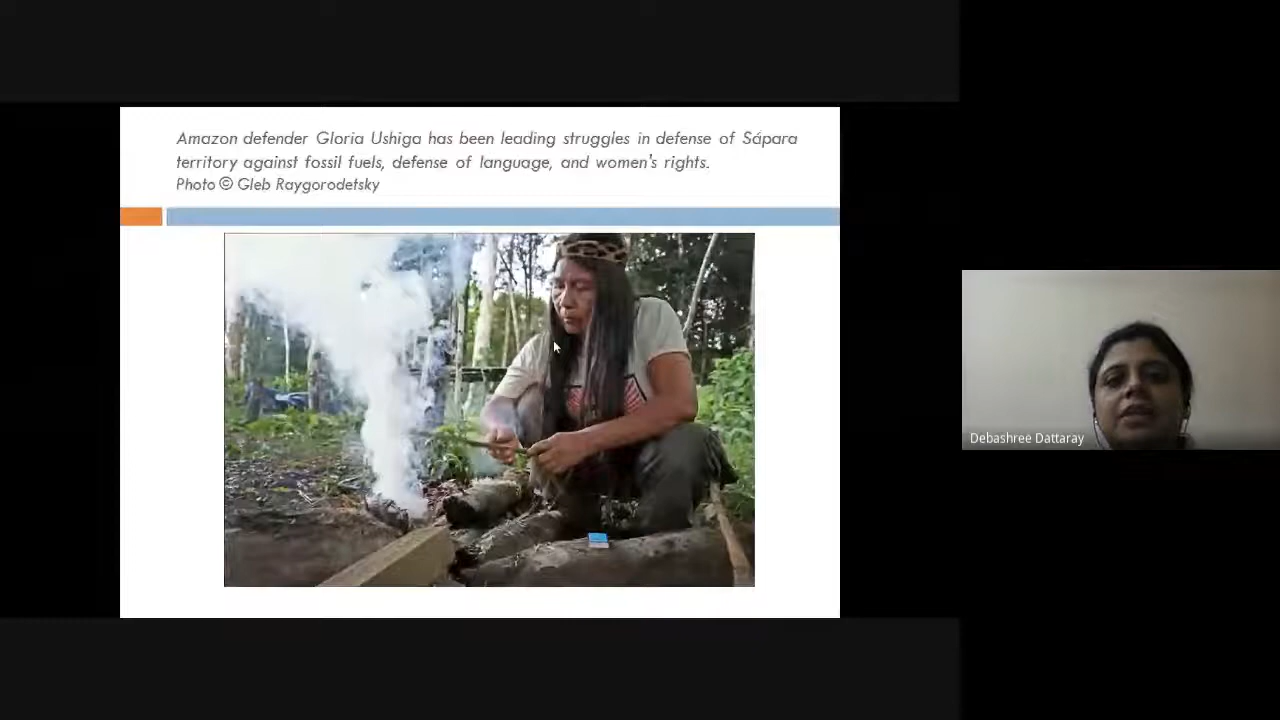 Amazon defender Gloria Ushiga has been leading struggles in defense of Sápara
territory against fossil fuels, defense of language, and women's rights.
Photo © Gleb Raygorodetsky
Debashree Dattaray